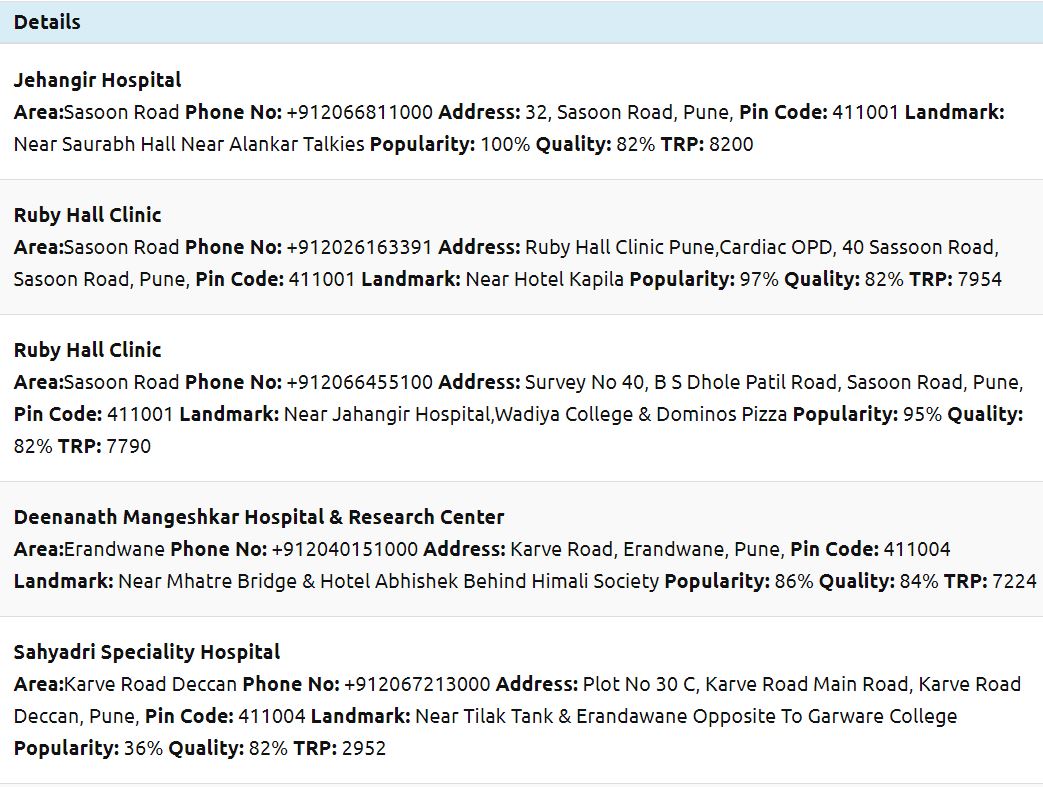 Details
Jehangir Hospital
Area:Sasoon Road Phone No: +912066811000 Address: 32, Sasoon Road, Pune, Pin Code: 411001 Landmark:
Near Saurabh Hall Near Alankar Talkies Popularity: 100% Quality: 82% TRP: 8200
Ruby Hall Clinic
Area:Sasoon Road Phone No: +912026163391 Address: Ruby Hall Clinic Pune,Cardiac OPD, 40 Sassoon Road,
Sasoon Road, Pune, Pin Code: 411001 Landmark: Near Hotel Kapila Popularity: 97% Quality: 82% TRP: 7954
Ruby Hall Clinic
Area:Sasoon Road Phone No: +912066455100 Address: Survey No 40, B S Dhole Patil Road, Sasoon Road, Pune,
Pin Code: 411001 Landmark: Near Jahangir Hospital,Wadiya College & Dominos Pizza Popularity: 95% Quality:
82% TRP: 7790
Deenanath Mangeshkar Hospital & Research Center
Area:Erandwane Phone No: +912040151000 Address: Karve Road, Erandwane, Pune, Pin Code: 411004
Landmark: Near Mhatre Bridge & Hotel Abhishek Behind Himali Society Popularity: 86% Quality: 84% TRP: 7224
Sahyadri Speciality Hospital
Area:Karve Road Deccan Phone No: +912067213000 Address: Plot No 30 C, Karve Road Main Road, Karve Road
Deccan, Pune, Pin Code: 411004 Landmark: Near Tilak Tank & Erandawane Opposite To Garware College
Popularity: 36% Quality: 82% TRP: 2952